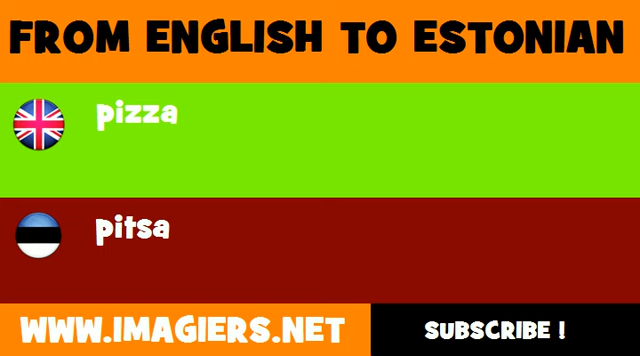 FROM ENGLISH TO ESTONIAN
pizza
pitsa
WWW.IMAGIERS.NET
SUBSCRIBE !